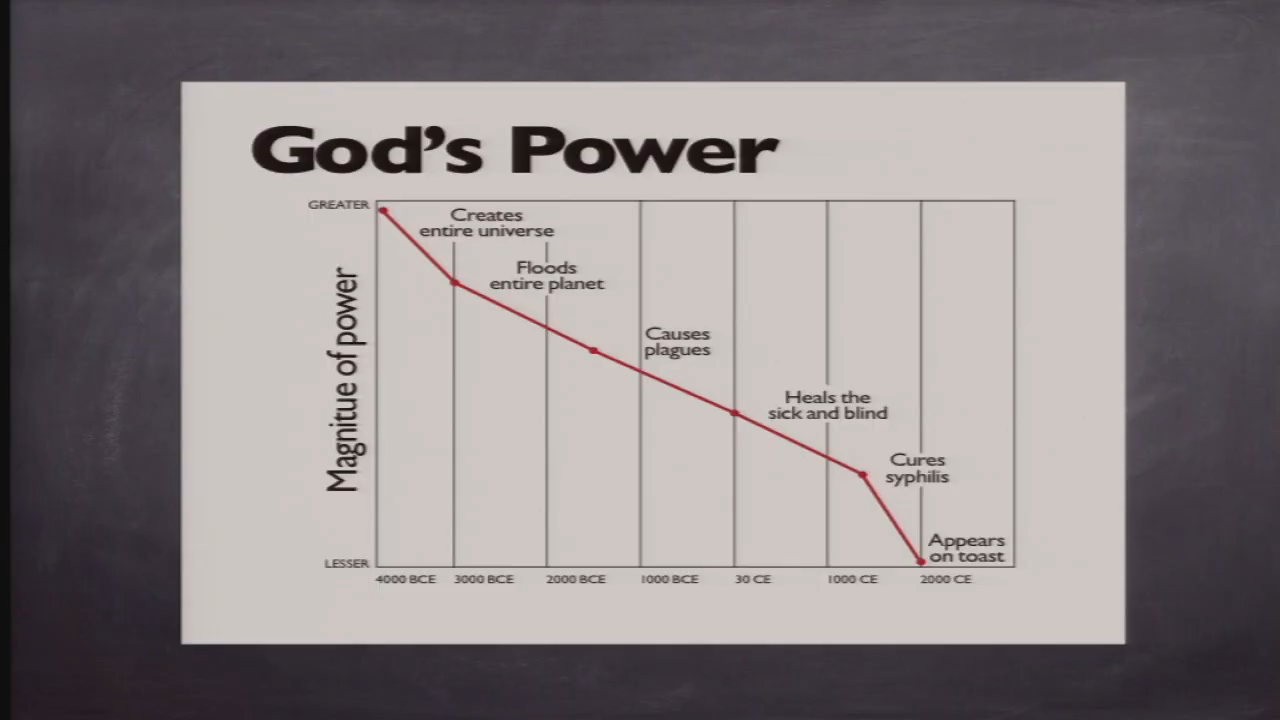 God's Power
GREATER
Creates
entire universe
Floods
entire planet
Causes
plagues
Heals the
sick and blind
Cures
syphilis
Appears
on toast
Magnitue of power
LESSER
4000 BCE
3000 BCE
2000 BCE
1000 BCE
30 CE
1000 CE
2000 CE